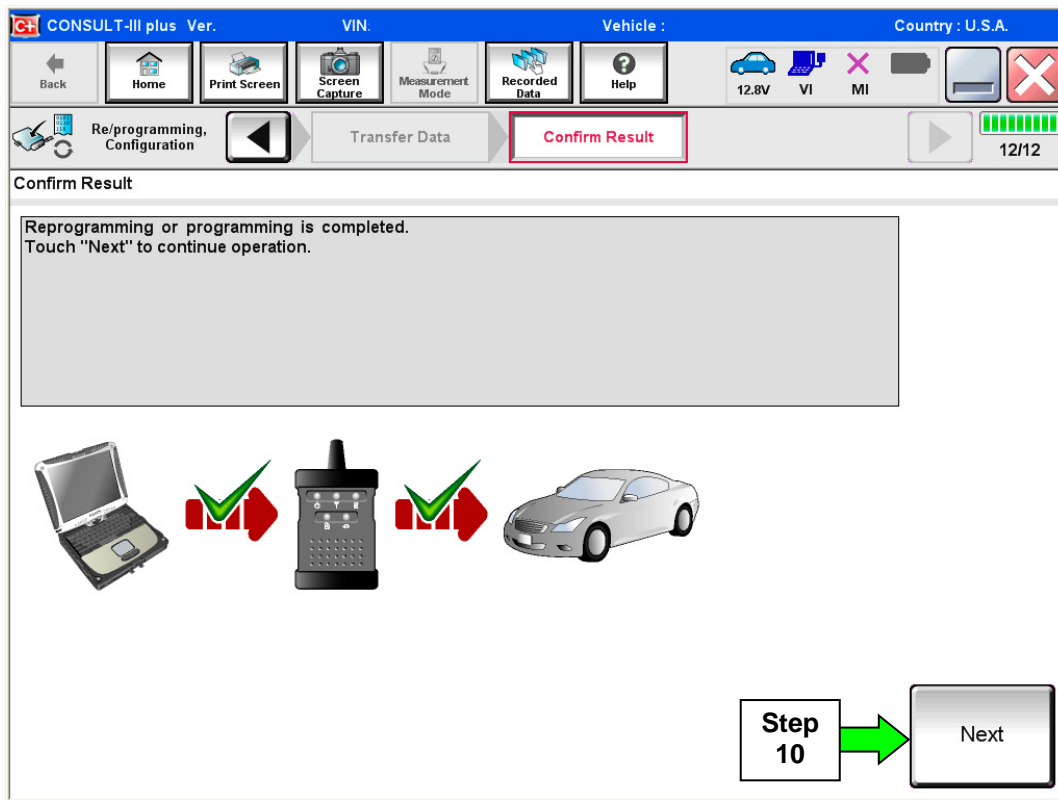 C+ CONSULT-III plus Ver. VIN: Vehicle : Country : U.S.A.
Back Home Print Screen Screen Capture Measurement Mode Recorded Data Help 12.8V VI MI
Re/programming, Configuration Transfer Data Confirm Result 12/12
Confirm Result
Reprogramming or programming is completed.
Touch "Next" to continue operation.
Step
10
Next